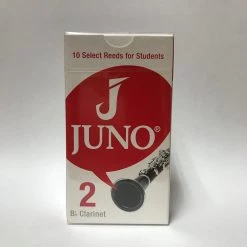 10 Select Reeds for Students
JUNO®
2
B♭ Clarinet